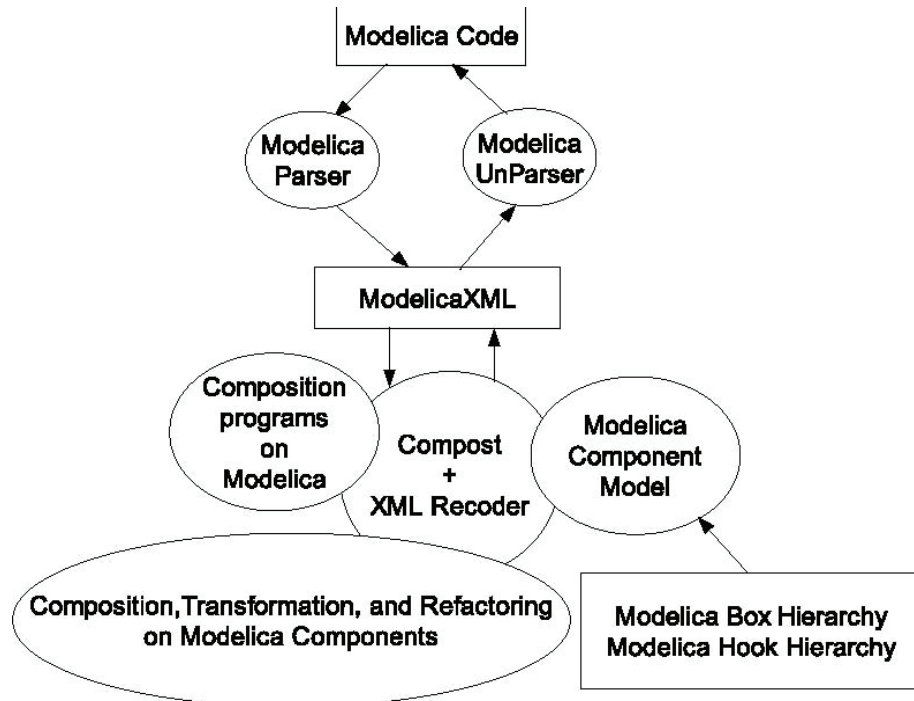 Modelica Code
Modelica
Parser
Modelica
UnParser
ModelicaXML
Composition
programs
on
Modelica
Compost
+
XML Recoder
Modelica
Component
Model
Composition,Transformation, and Refactoring
on Modelica Components
Modelica Box Hierarchy
Modelica Hook Hierarchy